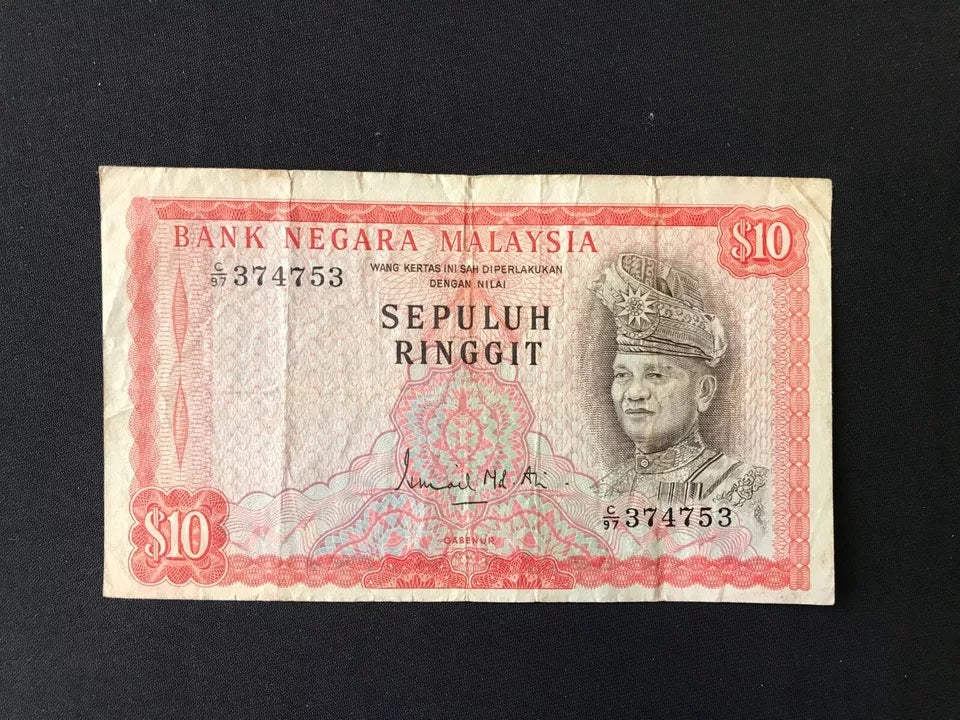 BANK NEGARA MALAYSIA
$10
C/97 374753
WANG KERTAS INI SAH DIPERLAKUKAN
DENGAN NILAI
SEPULUH
RINGGIT
Ismail Md. Ali.
C/97 374753
$10
GABENUR